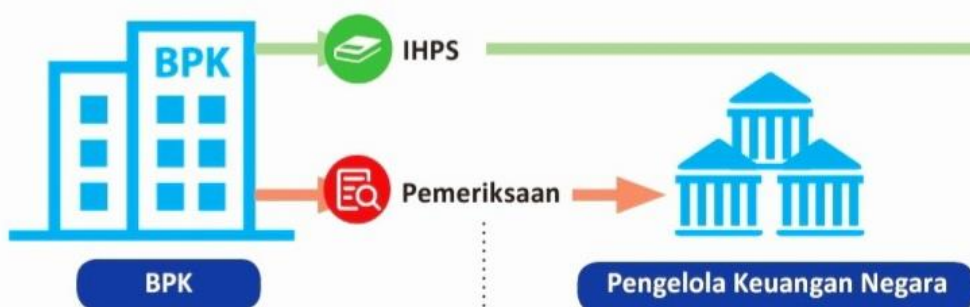 BPK
IHPS
Pemeriksaan
BPK
Pengelola Keuangan Negara